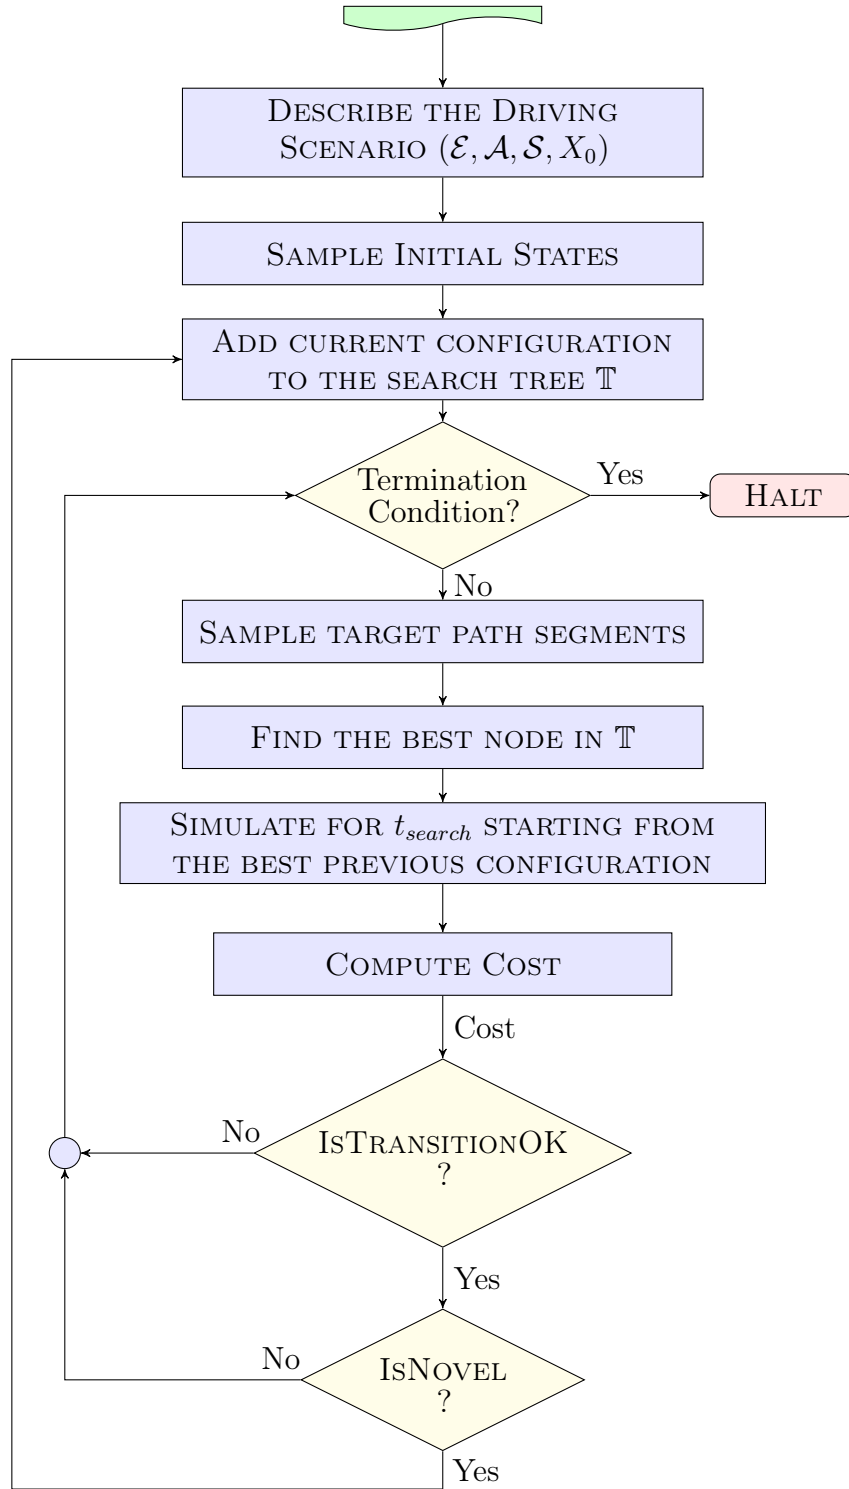 DESCRIBE THE DRIVING
SCENARIO (ℰ, 𝒜, 𝒮, X₀)
SAMPLE INITIAL STATES
ADD CURRENT CONFIGURATION
TO THE SEARCH TREE 𝕋
Termination
Condition?
Yes
HALT
No
SAMPLE TARGET PATH SEGMENTS
FIND THE BEST NODE IN 𝕋
SIMULATE FOR t_search STARTING FROM
THE BEST PREVIOUS CONFIGURATION
COMPUTE COST
Cost
No
ISTRANSITIONOK
?
Yes
No
ISNOVEL
?
Yes